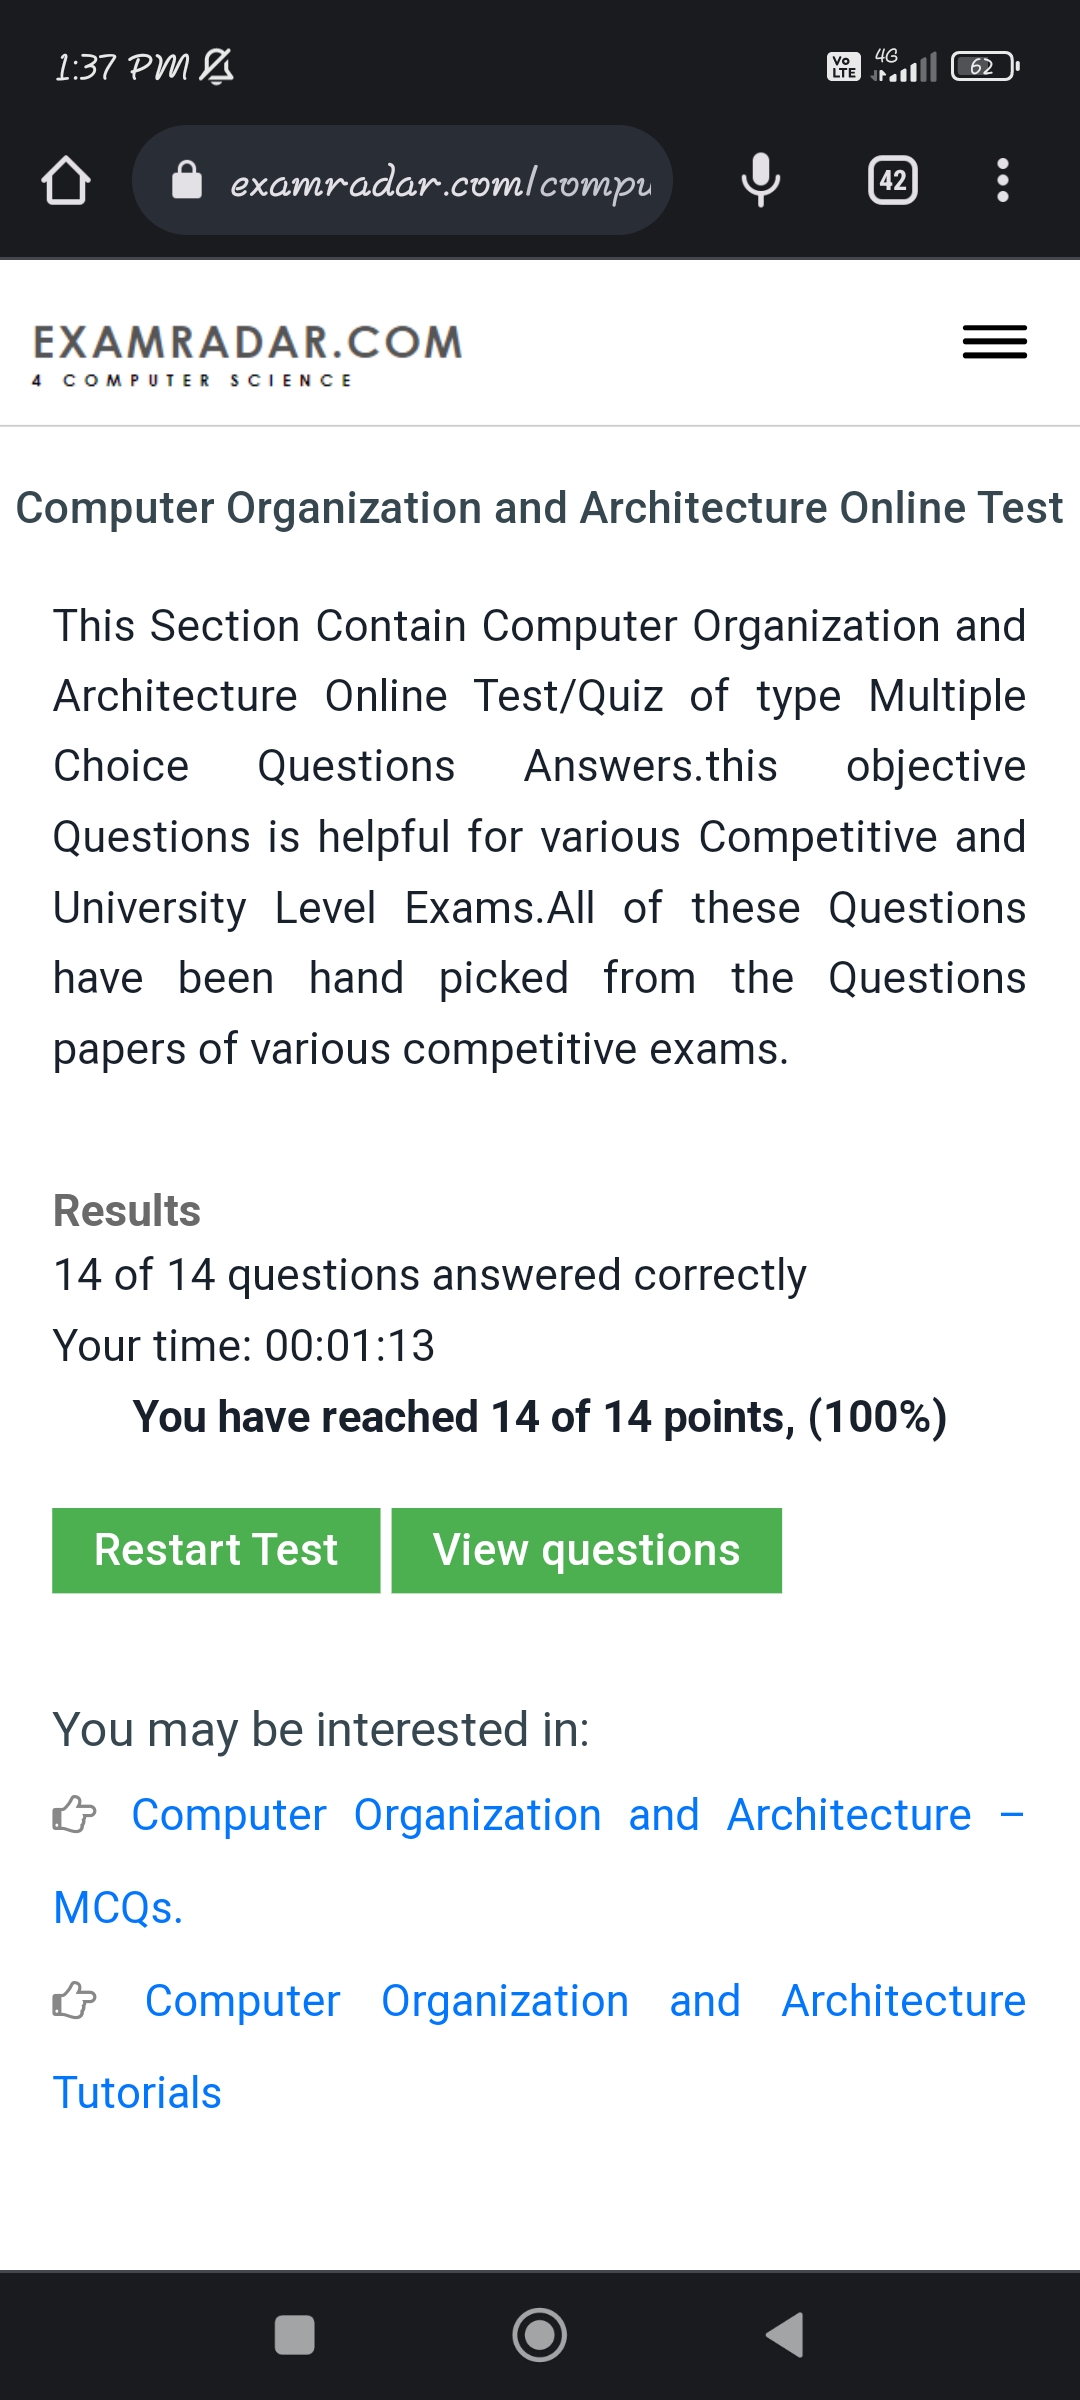 1:37 PM
Vo
LTE
4G
62
examradar.com/compu
42
EXAMRADAR.COM
4 COMPUTER SCIENCE
Computer Organization and Architecture Online Test
This Section Contain Computer Organization and
Architecture Online Test/Quiz of type Multiple
Choice Questions Answers.this objective
Questions is helpful for various Competitive and
University Level Exams.All of these Questions
have been hand picked from the Questions
papers of various competitive exams.
Results
14 of 14 questions answered correctly
Your time: 00:01:13
You have reached 14 of 14 points, (100%)
Restart Test
View questions
You may be interested in:
Computer Organization and Architecture –
MCQs.
Computer Organization and Architecture
Tutorials